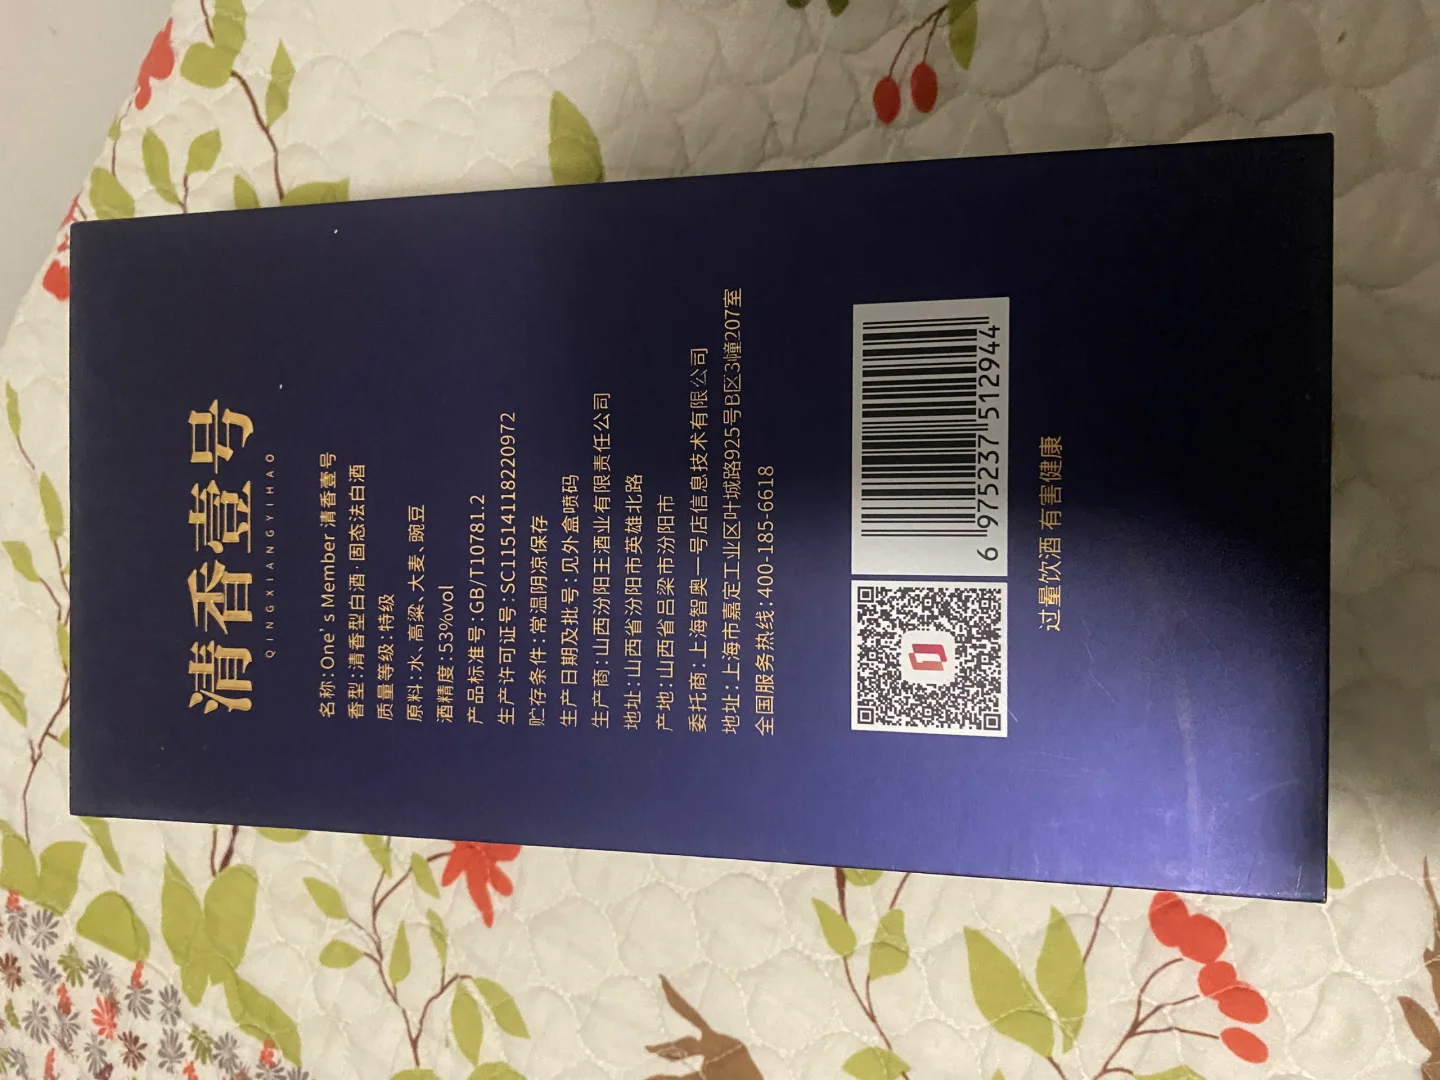 清香壹号
QINGXIANGYIHAO
名称:One's Member 清香壹号
香型:清香型白酒·固态法白酒
质量等级:特级
原料:水、高粱、大麦、豌豆
酒精度:53%vol
产品标准号:GB/T10781.2
生产许可证号:SC11514118220972
贮存条件:常温阴凉保存
生产日期及批号:见外盒喷码
生产商:山西汾阳王酒业有限责任公司
地址:山西省汾阳市英雄北路
产地:山西省吕梁市汾阳市
委托商:上海智奥一号店信息技术有限公司
地址:上海市嘉定工业区叶城路925号B区3幢207室
全国服务热线:400-185-6618
6 975237 512944
过量饮酒 有害健康